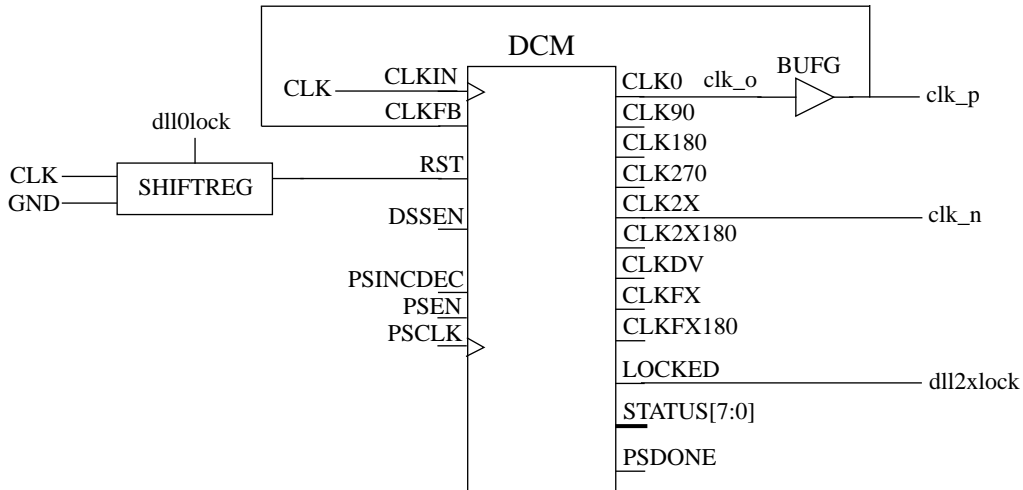 DCM
BUFG
CLKIN
CLK0
clk_o
CLK
clk_p
CLKFB
CLK90
dll0lock
CLK180
RST
CLK
CLK270
SHIFTREG
GND
CLK2X
DSSEN
clk_n
CLK2X180
CLKDV
PSINCDEC
CLKFX
PSEN
CLKFX180
PSCLK
LOCKED
dll2xlock
STATUS[7:0]
PSDONE